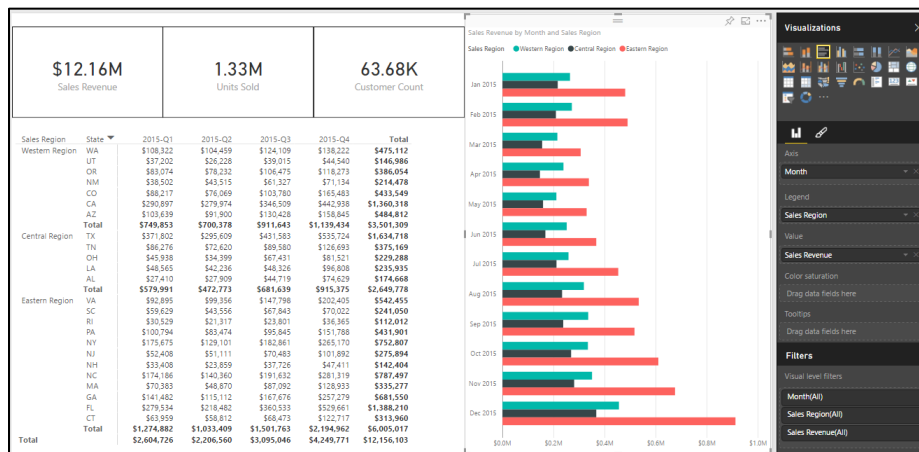 $12.16M
Sales Revenue
1.33M
Units Sold
63.68K
Customer Count
Sales Region State 2015-Q1 2015-Q2 2015-Q3 2015-Q4 Total
Western Region WA $108,322 $104,459 $124,109 $138,222 $475,112
UT $37,202 $26,228 $39,015 $44,540 $146,986
OR $83,074 $78,232 $106,475 $118,273 $386,054
NM $38,502 $43,515 $61,327 $71,134 $214,478
CO $88,217 $76,069 $103,780 $165,483 $433,549
CA $290,897 $279,974 $346,509 $442,938 $1,360,318
AZ $103,639 $91,900 $130,428 $158,845 $484,812
Total $749,853 $700,378 $911,643 $1,139,434 $3,501,309
Central Region TX $371,802 $295,609 $431,583 $535,724 $1,634,718
TN $86,276 $72,620 $89,580 $126,693 $375,169
OH $45,938 $34,399 $67,431 $81,521 $229,288
LA $48,565 $42,236 $48,326 $96,808 $235,935
AL $27,410 $27,909 $44,719 $74,629 $174,668
Total $579,991 $472,773 $681,639 $915,375 $2,649,778
Eastern Region VA $92,895 $99,356 $147,798 $202,405 $542,455
SC $59,629 $43,556 $67,843 $70,022 $241,050
RI $30,529 $21,317 $23,801 $36,365 $112,012
PA $100,794 $83,474 $95,845 $151,788 $431,901
NY $175,675 $129,101 $182,861 $265,170 $752,807
NJ $52,408 $51,111 $70,483 $101,892 $275,894
NH $33,408 $23,859 $37,726 $47,411 $142,404
NC $174,186 $140,360 $191,632 $281,319 $787,497
MA $70,383 $48,870 $87,092 $128,933 $335,277
GA $141,482 $115,112 $167,676 $257,279 $681,550
FL $279,534 $218,482 $360,533 $529,661 $1,388,210
CT $63,959 $58,812 $68,473 $122,717 $313,960
Total $1,274,882 $1,033,409 $1,501,763 $2,194,962 $6,005,017
Total $2,604,726 $2,206,560 $3,095,046 $4,249,771 $12,156,103
Sales Revenue by Month and Sales Region
Sales Region Western Region Central Region Eastern Region
Jan 2015
Feb 2015
Mar 2015
Apr 2015
May 2015
Jun 2015
Jul 2015
Aug 2015
Sep 2015
Oct 2015
Nov 2015
Dec 2015
$0.0M $0.2M $0.4M $0.6M $0.8M $1.0M
Visualizations
Axis
Month
Legend
Sales Region
Value
Sales Revenue
Color saturation
Drag data fields here
Tooltips
Drag data fields here
Filters
Visual level filters
Month(All)
Sales Region(All)
Sales Revenue(All)